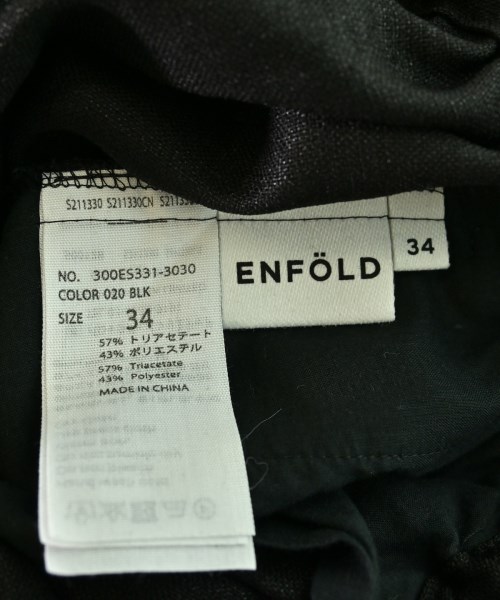 S211330 S211330CN
NO. 300ES331-3030
COLOR 020 BLK
SIZE 34
57% トリアセテート
43% ポリエステル
57% Triacetate
43% Polyester
MADE IN CHINA
ENFÖLD
34